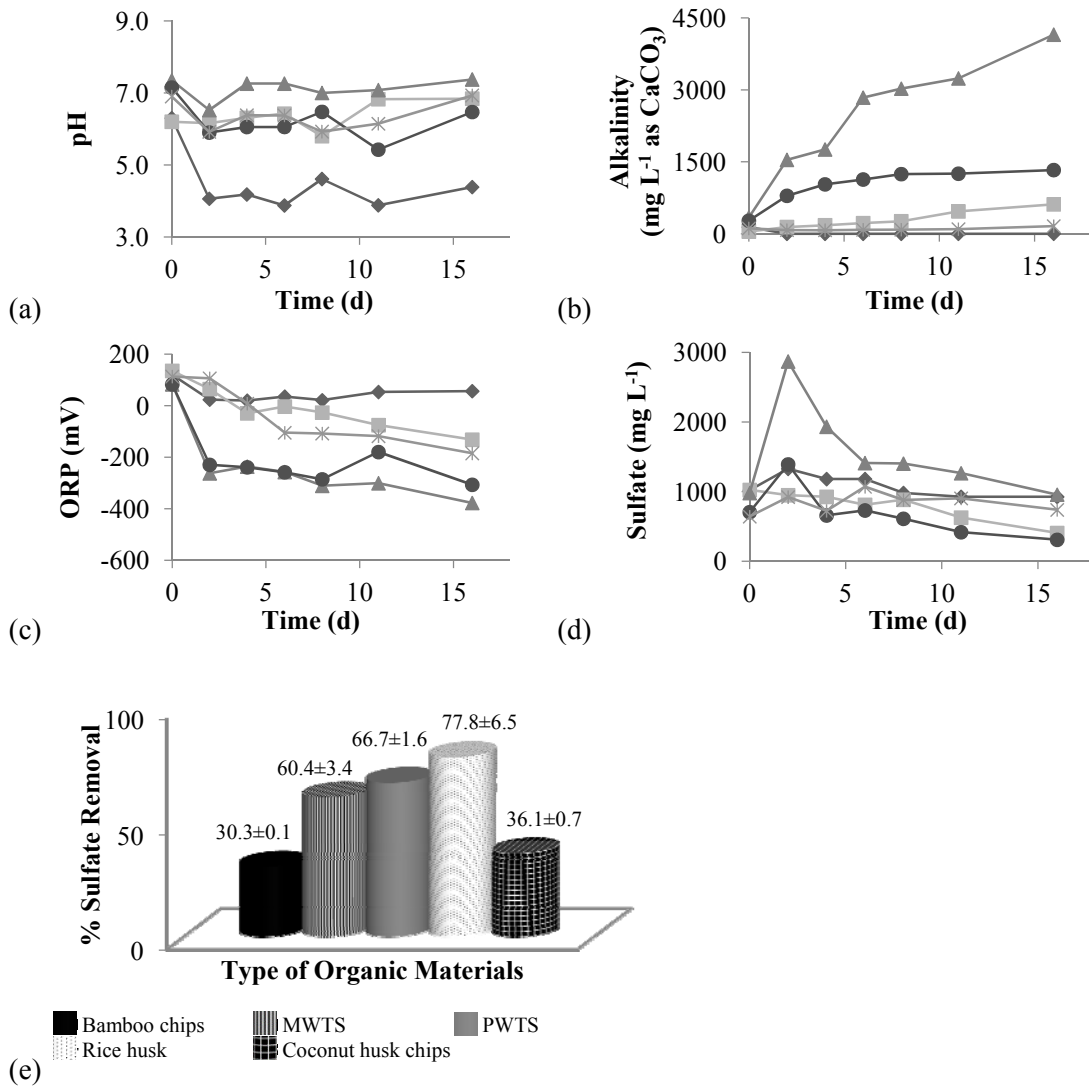 9.0
7.0
5.0
3.0
pH
0 5 10 15
Time (d)
(a)
4500
3000
1500
0
Alkalinity
(mg L⁻¹ as CaCO₃)
0 5 10 15
Time (d)
(b)
200
0
-200
-400
-600
ORP (mV)
0 5 10 15
Time (d)
(c)
3000
2000
1000
0
Sulfate (mg L⁻¹)
0 5 10 15
Time (d)
(d)
100
50
0
% Sulfate Removal
30.3±0.1
60.4±3.4
66.7±1.6
77.8±6.5
36.1±0.7
Type of Organic Materials
Bamboo chips MWTS PWTS
Rice husk Coconut husk chips
(e)